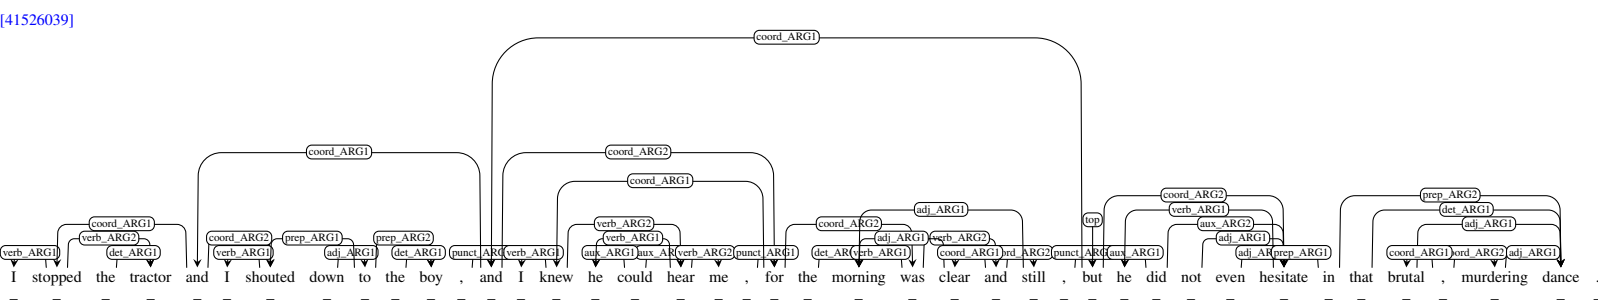 [41526039]
coord_ARG1
coord_ARG1 coord_ARG2
coord_ARG1
prep_ARG2
coord_ARG2
adj_ARG1 verb_ARG1 det_ARG1
top
coord_ARG1 verb_ARG2 coord_ARG2 aux_ARG2 adj_ARG1
verb_ARG2 coord_ARG2 prep_ARG1 prep_ARG2 verb_ARG1 adj_ARG1 verb_ARG2 adj_ARG1
verb_ARG1 det_ARG1 verb_ARG1 adj_ARG1 det_ARG1 verb_ARG1 aux_ARG1 verb_ARG2 punct_ARG1 verb_ARG1 coord_ARG1 aux_ARG1 prep_ARG1 coord_ARG1 adj_ARG1
I stopped the tractor and I shouted down to the boy , and I knew he could hear me , for the morning was clear and still , but he did not even hesitate in that brutal , murdering dance .